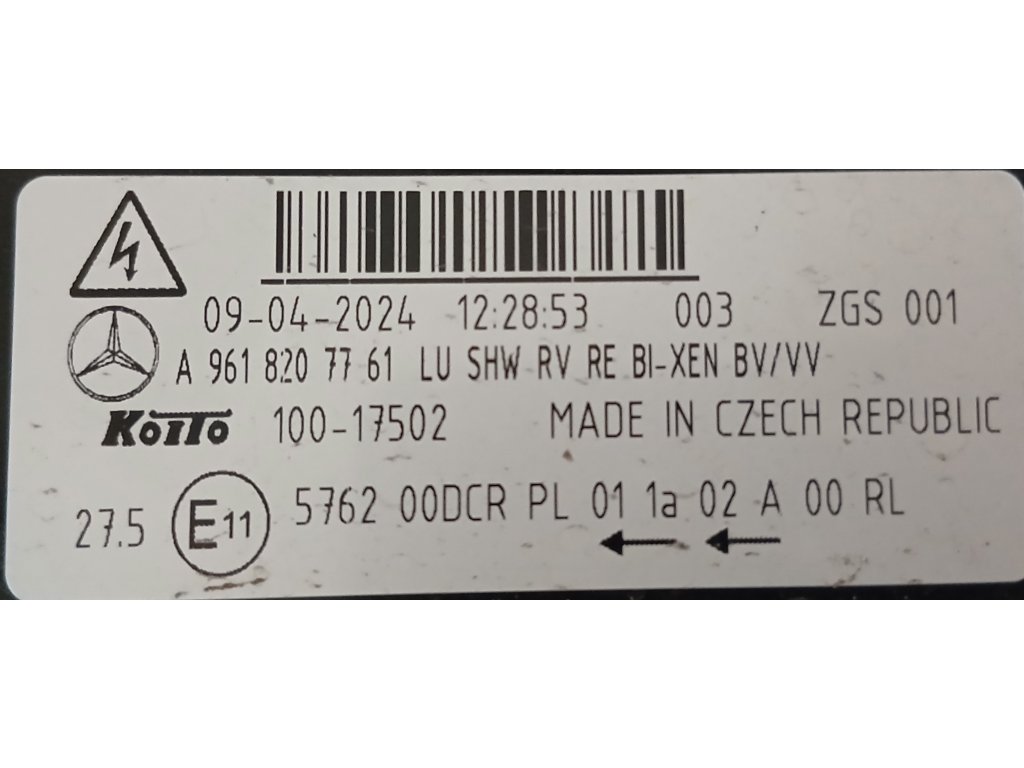 09-04-2024 12:28:53 003 ZGS 001
A 961 820 77 61 LU SHW RV RE BI-XEN BV/VV
KOITO 100-17502 MADE IN CZECH REPUBLIC
27.5 E11 5762 00DCR PL 01 1a 02 A 00 RL